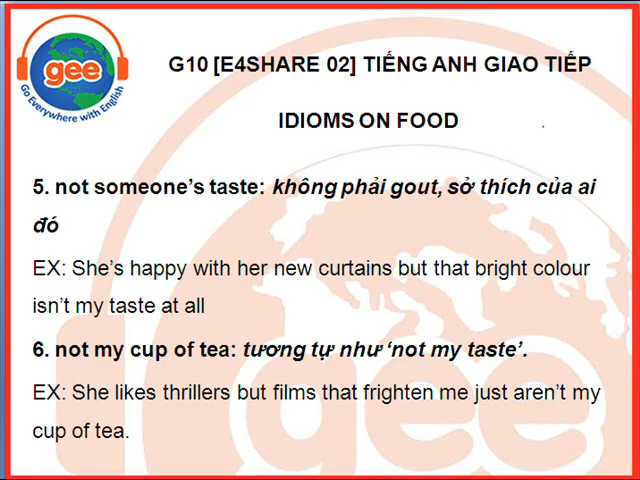 gee
Go Everywhere with English
G10 [E4SHARE 02] TIẾNG ANH GIAO TIẾP
IDIOMS ON FOOD
5. not someone’s taste: không phải gout, sở thích của ai
đó
EX: She’s happy with her new curtains but that bright colour
isn’t my taste at all
6. not my cup of tea: tương tự như ‘not my taste’.
EX: She likes thrillers but films that frighten me just aren’t my
cup of tea.
gee